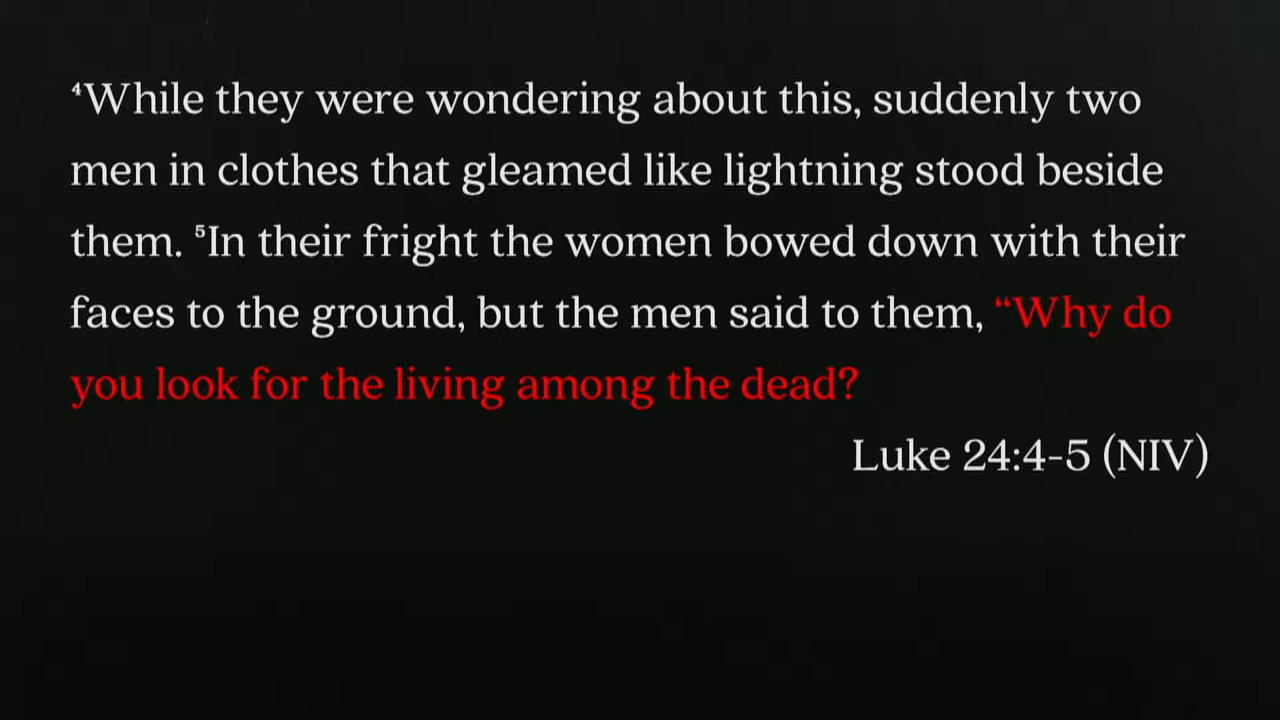 ⁴While they were wondering about this, suddenly two
men in clothes that gleamed like lightning stood beside
them. ⁵In their fright the women bowed down with their
faces to the ground, but the men said to them, “Why do
you look for the living among the dead?
Luke 24:4-5 (NIV)